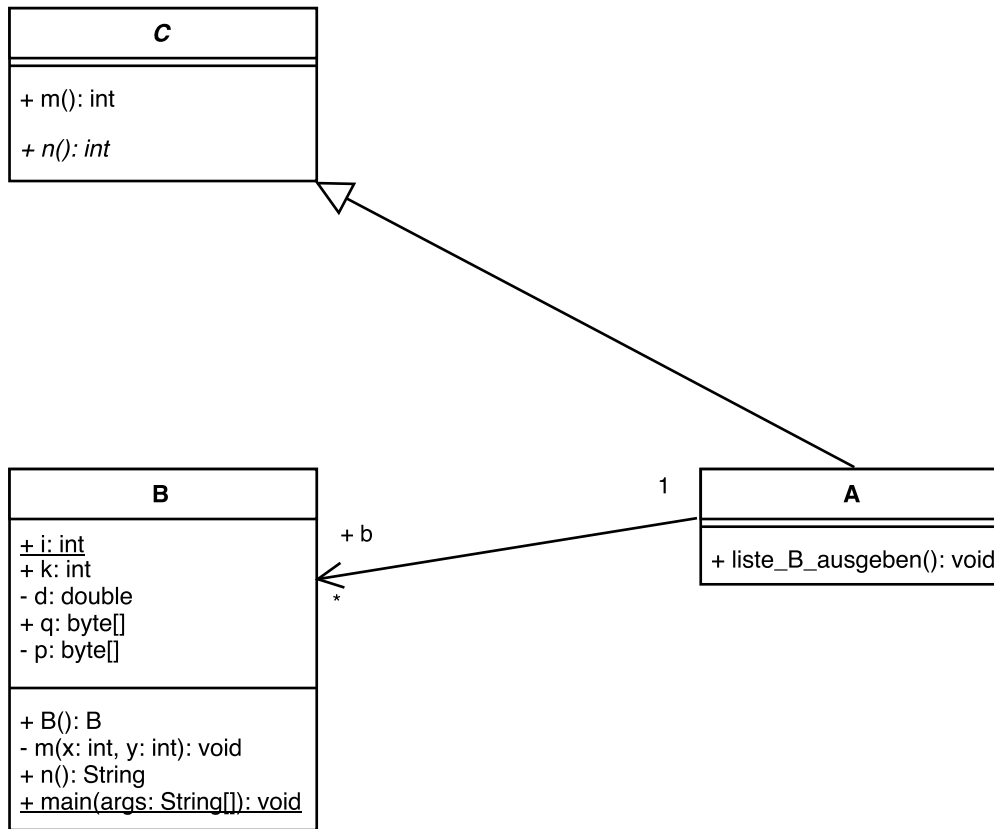 C
+ m(): int
+ n(): int
B
+ i: int
+ k: int
- d: double
+ q: byte[]
- p: byte[]
+ B(): B
- m(x: int, y: int): void
+ n(): String
+ main(args: String[]): void
+ b
*
1
A
+ liste_B_ausgeben(): void